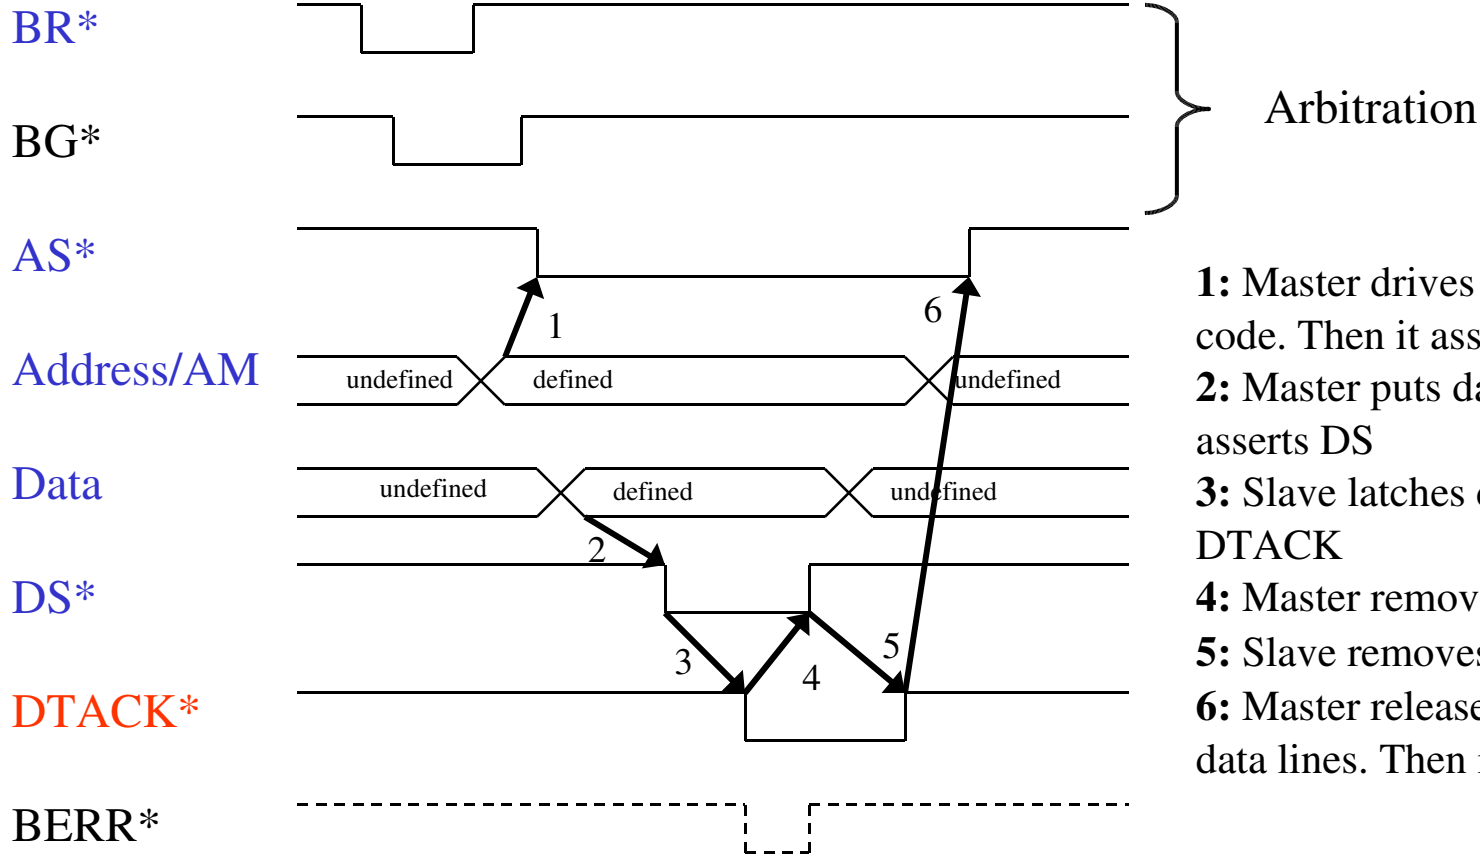 BR*
Arbitration
BG*
AS*
1
6
1: Master drives
code. Then it ass
Address/AM
undefined
defined
undefined
2: Master puts da
asserts DS
Data
undefined
defined
undefined
3: Slave latches
DTACK
2
DS*
4: Master remov
3
4
5
5: Slave removes
DTACK*
6: Master release
data lines. Then
BERR*